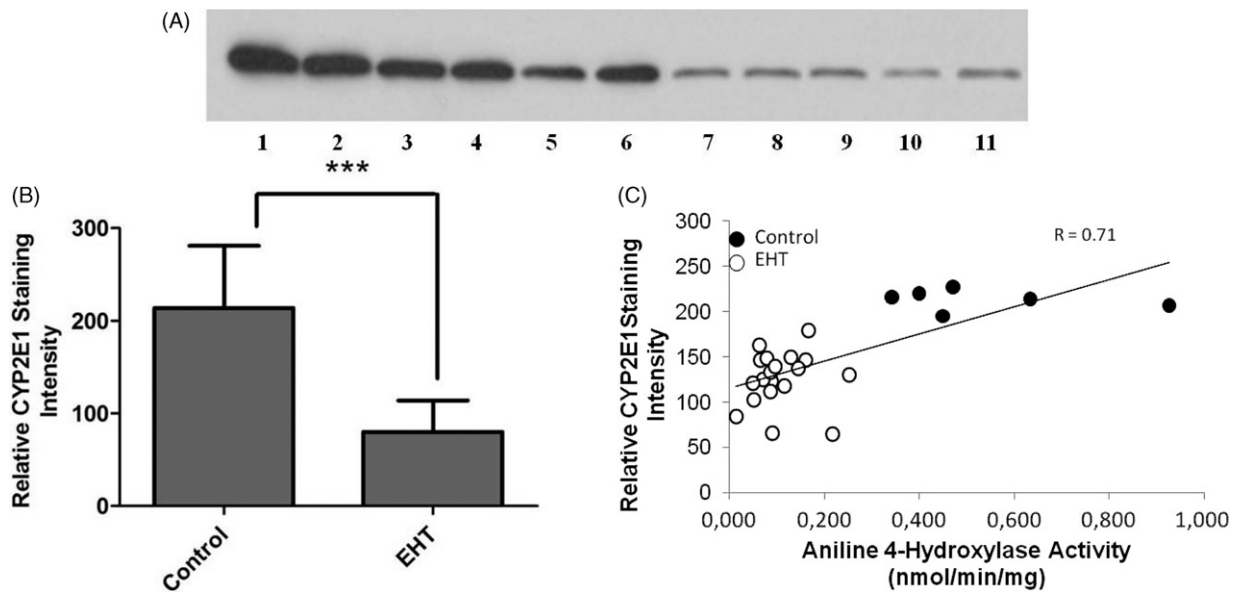 (A)
1 2 3 4 5 6 7 8 9 10 11
(B)
***
Relative CYP2E1 Staining
Intensity
300
200
100
0
Control
EHT
(C)
Relative CYP2E1 Staining
Intensity
300
250
200
150
100
50
0
Control
EHT
R = 0.71
0,000 0,200 0,400 0,600 0,800 1,000
Aniline 4-Hydroxylase Activity
(nmol/min/mg)